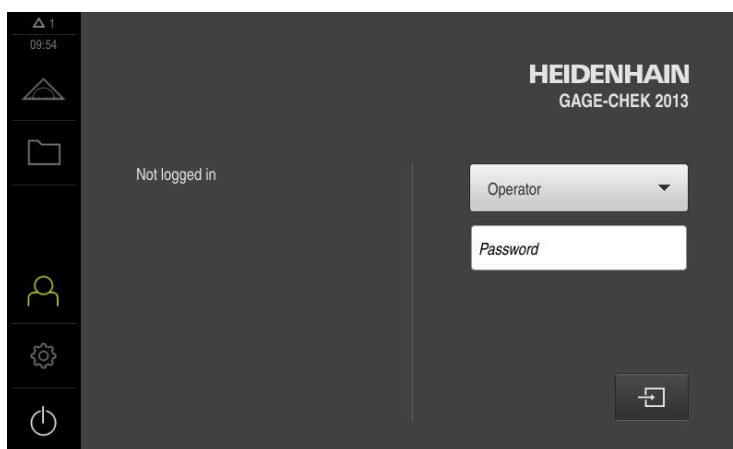 1
09:54
HEIDENHAIN
GAGE-CHEK 2013
Not logged in
Operator
Password